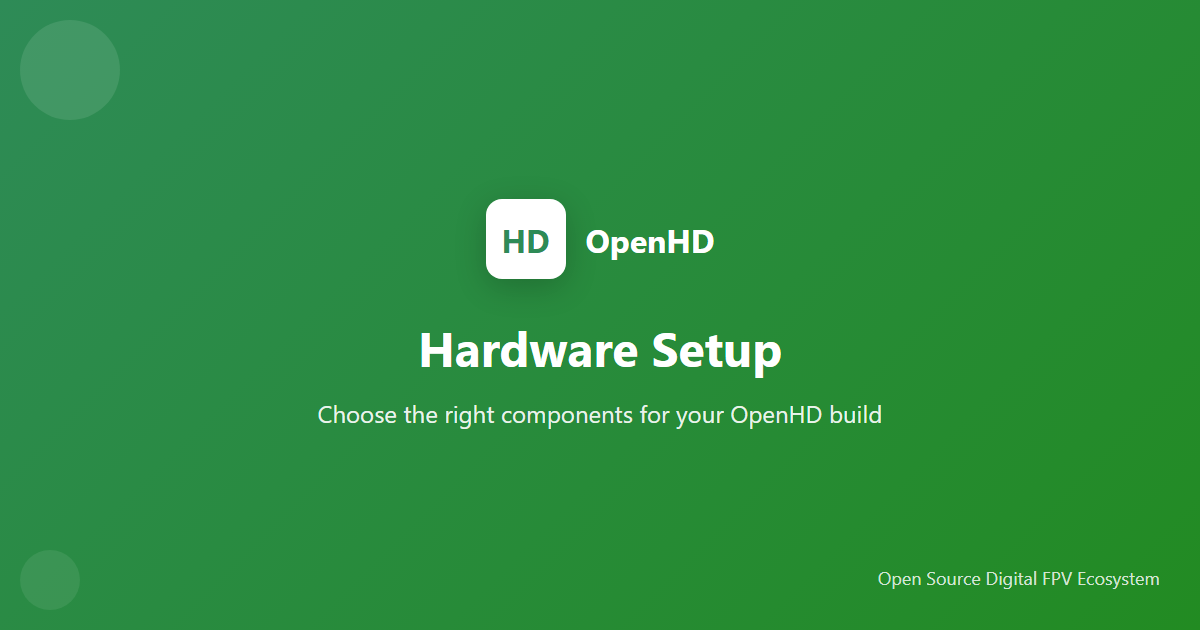 HD
OpenHD
Hardware Setup
Choose the right components for your OpenHD build
Open Source Digital FPV Ecosystem